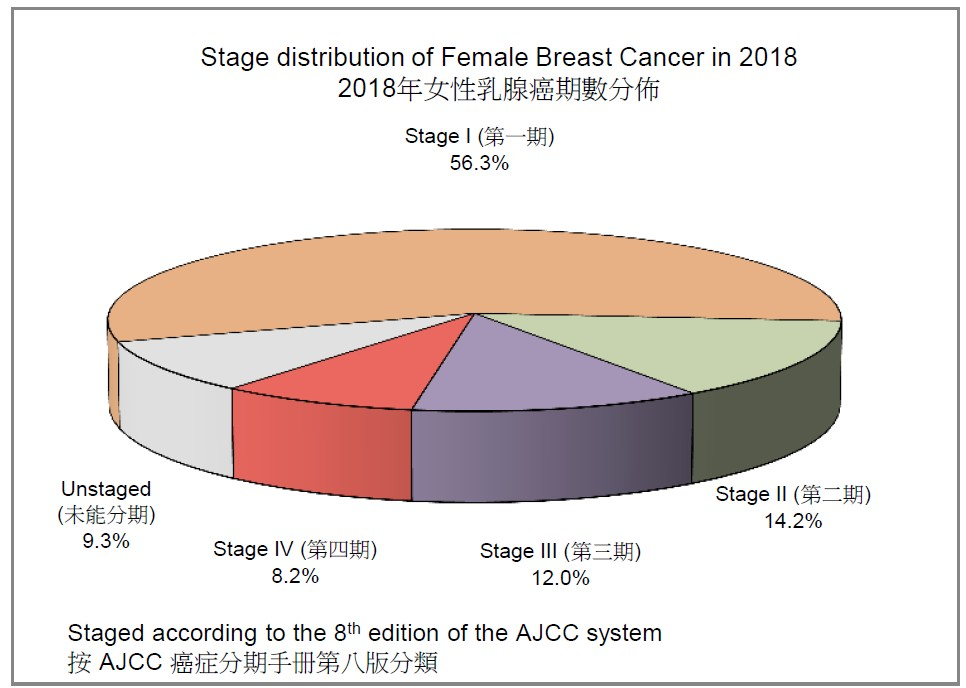 Stage distribution of Female Breast Cancer in 2018
2018年女性乳腺癌期數分佈
Stage I (第一期)
56.3%
Unstaged
(未能分期)
9.3%
Stage IV (第四期)
8.2%
Stage III (第三期)
12.0%
Stage II (第二期)
14.2%
Staged according to the 8th edition of the AJCC system
按 AJCC 癌症分期手冊第八版分類